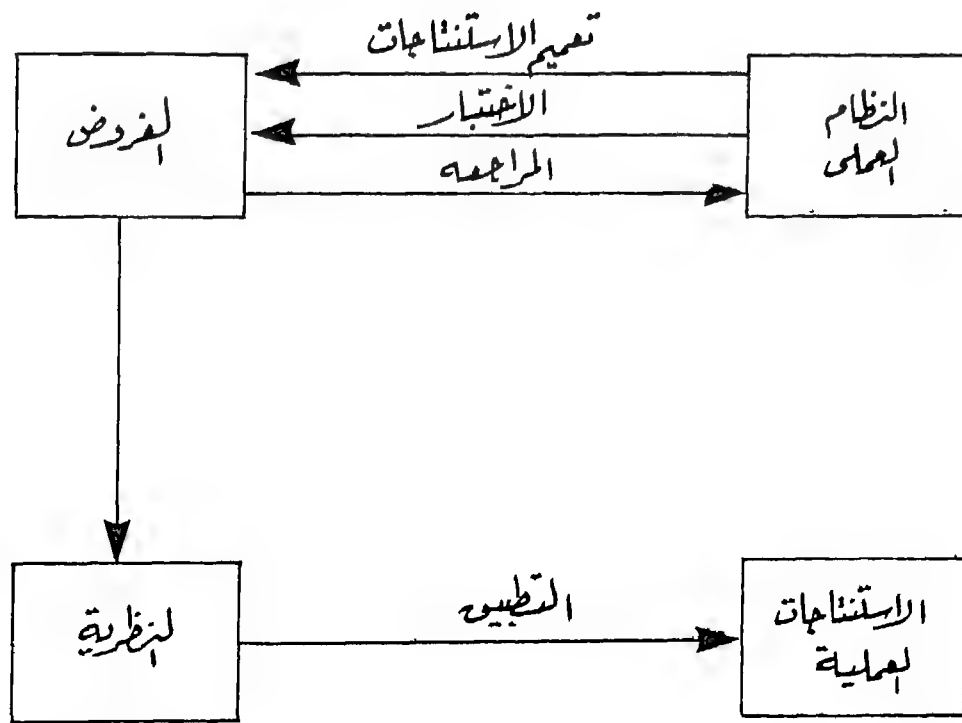 تعميم الاستنتاجات
الاختبار
المراجعه
النظام
العملى
الفروض
التطبيق
النظرية
الاستنتاجات
العملية